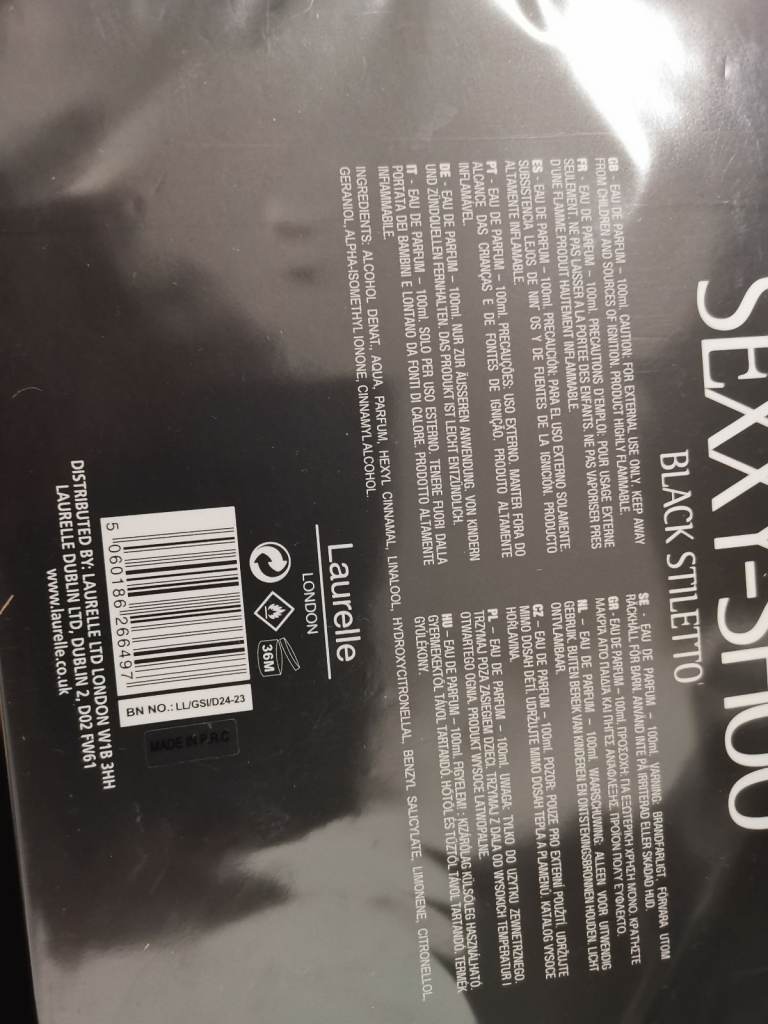 SEXXY-SHOO
BLACK STILETTO'
GB - EAU DE PARFUM – 100ml. CAUTION: FOR EXTERNAL USE ONLY. KEEP AWAY
FROM CHILDREN AND SOURCES OF IGNITION. PRODUCT HIGHLY FLAMMABLE.
FR - EAU DE PARFUM – 100ml. PRECAUTIONS D'EMPLOI: POUR USAGE EXTERNE
SEULEMENT. NE PAS LAISSER A LA PORTEE DES ENFANTS. NE PAS VAPORISER PRES
D'UNE FLAMME PRODUIT HAUTEMENT INFLAMMABLE.
ES - EAU DE PARFUM – 100ml. PRECAUCIÓN: PARA EL USO EXTERNO SOLAMENTE.
SUBSISTENCIA LEJOS DE NIN˜OS Y DE FUENTES DE LA IGNICIÓN. PRODUCTO
ALTAMENTE INFLAMABLE.
PT - EAU DE PARFUM – 100ml. PRECAUÇÕES: USO EXTERNO. MANTER FORA DO
ALCANCE DAS CRIANÇAS E DE FONTES DE IGNIÇÃO. PRODUTO ALTAMENTE
INFLAMÁVEL.
DE - EAU DE PARFUM – 100ml. NUR ZUR ÄUSSEREN ANWENDUNG. VON KINDERN
UND ZÜNDQUELLEN FERNHALTEN. DAS PRODUKT IST LEICHT ENTZÜNDLICH.
IT - EAU DE PARFUM – 100ml. SOLO PER USO ESTERNO. TENERE FUORI DALLA
PORTATA DEI BAMBINI E LONTANO DA FONTI DI CALORE. PRODOTTO ALTAMENTE
INFIAMMABILE.
SE - EAU DE PARFUM – 100ml. VARNING: BRANDFARLIGT. FÖRVARA UTOM
RÄCKHÅLL FÖR BARN. ANVÄND INTE PÅ IRRITERAD ELLER SKADAD HUD.
GR - EAU DE PARFUM – 100ml. ΠΡΟΣΟΧΗ: ΓΙΑ ΕΞΩΤΕΡΙΚΗ ΧΡΗΣΗ ΜΟΝΟ. ΚΡΑΤΗΣΤΕ
ΜΑΚΡΙΑ ΑΠΟ ΠΑΙΔΙΑ ΚΑΙ ΠΗΓΕΣ ΑΝΑΦΛΕΞΗΣ. ΠΡΟΪΟΝ ΠΟΛΥ ΕΥΦΛΕΚΤΟ.
NL – EAU DE PARFUM – 100ml. WAARSCHUWING: ALLEEN VOOR UITWENDIG
GEBRUIK. BUITEN BEREIK VAN KINDEREN EN ONTSTEKINGSBRONNEN HOUDEN. LICHT
ONTVLAMBAAR.
CZ – EAU DE PARFUM – 100ml. POZOR: POUZE PRO EXTERNÍ POUŽITÍ. UDRŽUJTE
MIMO DOSAH DĚTÍ. UDRŽUJTE MIMO DOSAH TEPLA A PLAMENŮ. KATALOG VYSOCE
HOŘLAVINA.
PL – EAU DE PARFUM – 100ml. UWAGA: TYLKO DO UZYTKU ZEWNETRZNEGO.
TRZYMAJ POZA ZASIEGIEM DZIECI. TRZYMAJ Z DALA OD WYSOKICH TEMPERATUR I
OTWARTEGO OGNIA. PRODUKT WYSOCE LATWOPALNE.
HU – EAU DE PARFUM – 100ml. FIGYELEM! : KIZÁRÓLAG KÜLSŐLEG HASZNÁLHATÓ.
GYERMEKEKTŐL TÁVOL TARTANDÓ. HŐTŐL ÉS TŰZTŐL TÁVOL TARTANDÓ. TERMÉK
GYÚLÉKONY.
INGREDIENTS: ALCOHOL DENAT., AQUA, PARFUM, HEXYL CINNAMAL, LINALOOL, HYDROXYCITRONELLAL, BENZYL SALICYLATE, LIMONENE, CITRONELLOL,
GERANIOL, ALPHA-ISOMETHYL IONONE, CINNAMYL ALCOHOL.
Laurelle
LONDON
36M
5 060186 266497
BN NO.: LL/GSI/D24-23
MADE IN P.R.C
DISTRIBUTED BY: LAURELLE LTD LONDON W1B 3HH
LAURELLE DUBLIN LTD, DUBLIN 2, D02 FW61
www.laurelle.co.uk